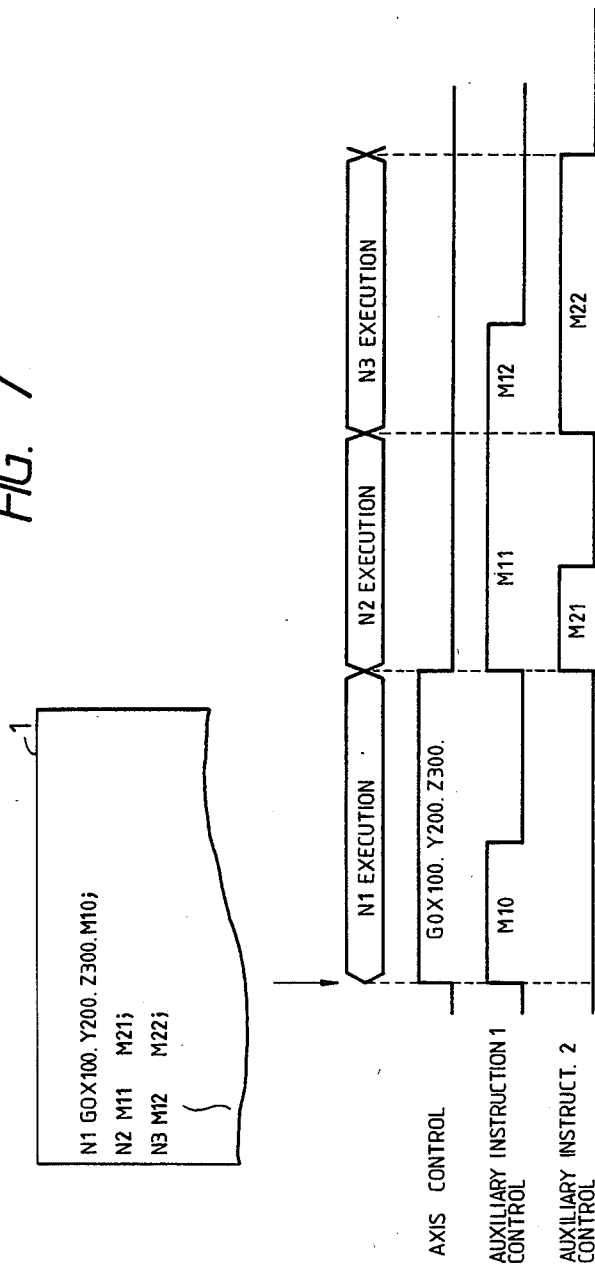 FIG. 7
1
N1 G0X100. Y200. Z300. M10;
N2 M11 M21;
N3 M12 M22;
N1 EXECUTION
N2 EXECUTION
N3 EXECUTION
AXIS CONTROL
G0X100. Y200. Z300.
AUXILIARY INSTRUCTION 1
CONTROL
M10
M11
M12
AUXILIARY INSTRUCT. 2
CONTROL
M21
M22